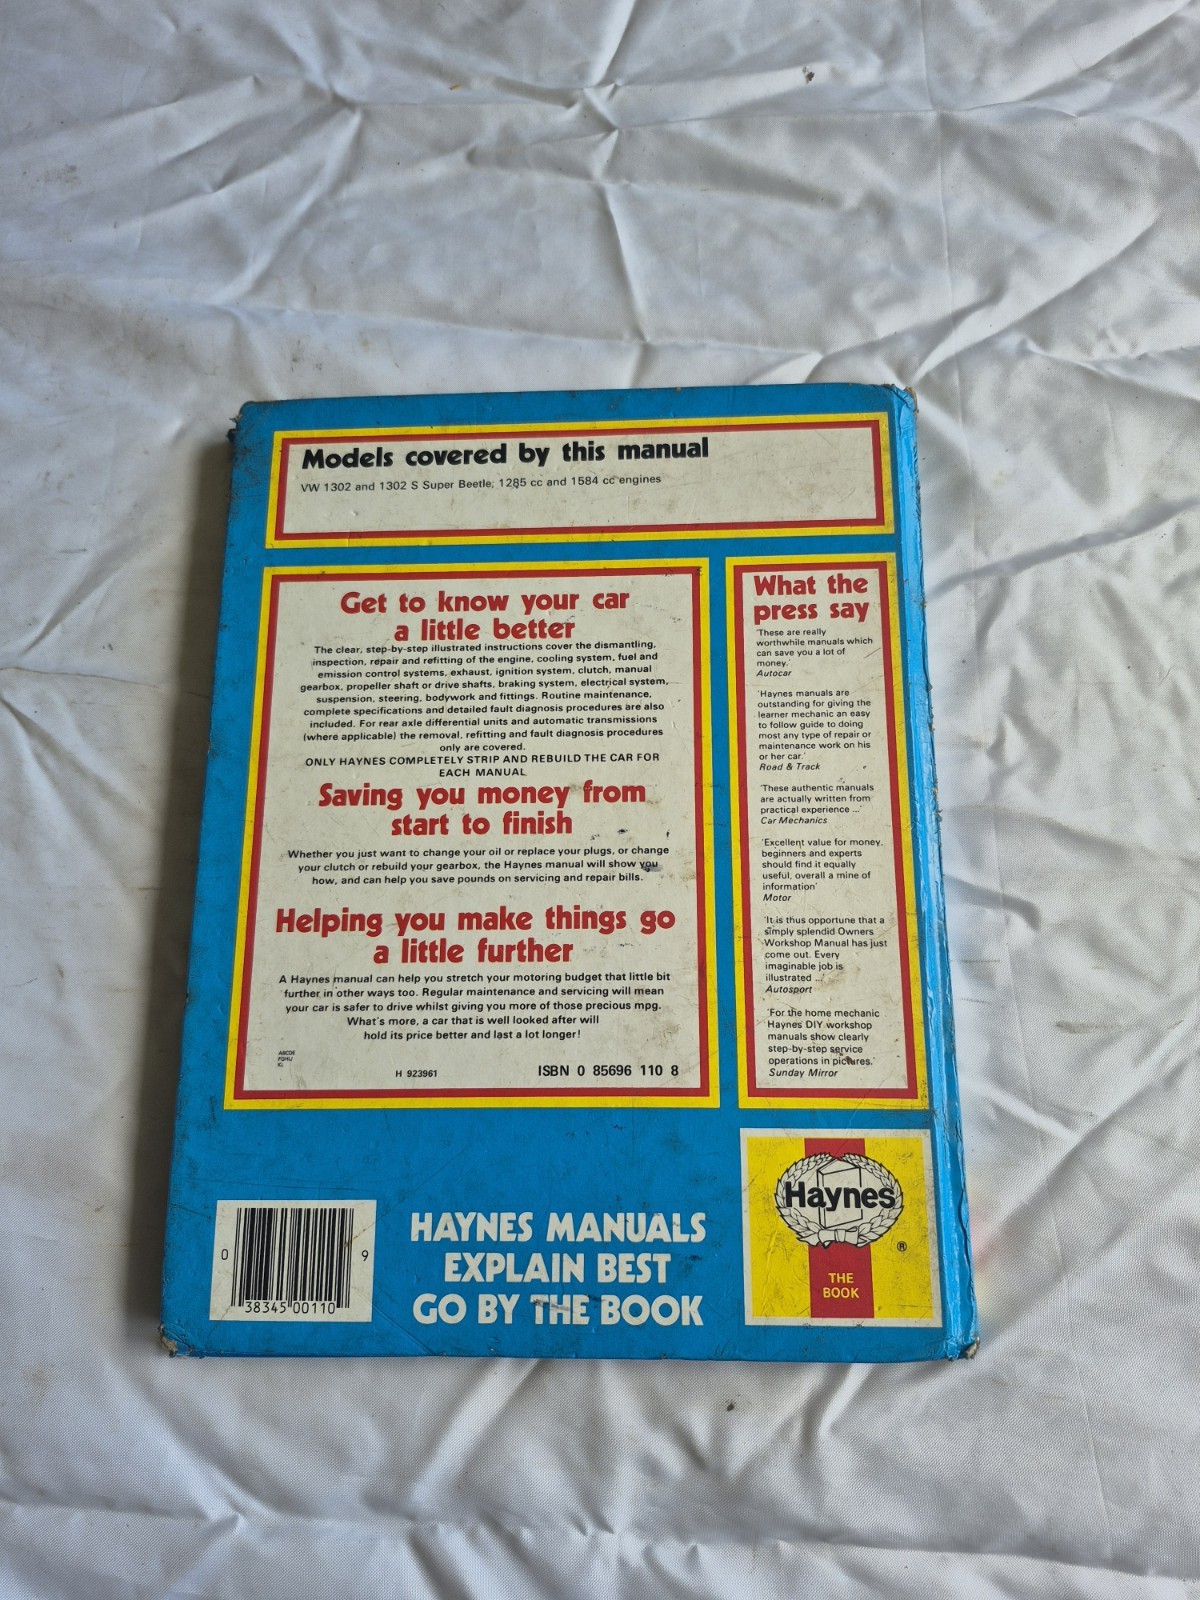 Models covered by this manual
VW 1302 and 1302 S Super Beetle; 1285 cc and 1584 cc engines
Get to know your car
a little better
The clear, step-by-step illustrated instructions cover the dismantling,
inspection, repair and refitting of the engine, cooling system, fuel and
emission control systems, exhaust, ignition system, clutch, manual
gearbox, propeller shaft or drive shafts, braking system, electrical system,
suspension, steering, bodywork and fittings. Routine maintenance,
complete specifications and detailed fault diagnosis procedures are also
included. For rear axle differential units and automatic transmissions
(where applicable) the removal, refitting and fault diagnosis procedures
only are covered.
ONLY HAYNES COMPLETELY STRIP AND REBUILD THE CAR FOR
EACH MANUAL
Saving you money from
start to finish
Whether you just want to change your oil or replace your plugs, or change
your clutch or rebuild your gearbox, the Haynes manual will show you
how, and can help you save pounds on servicing and repair bills.
Helping you make things go
a little further
A Haynes manual can help you stretch your motoring budget that little bit
further in other ways too. Regular maintenance and servicing will mean
your car is safer to drive whilst giving you more of those precious mpg.
What's more, a car that is well looked after will
hold its price better and last a lot longer!
ABCDE
FGHIJ
KL
H 923961
ISBN 0 85696 110 8
What the
press say
'These are really
worthwhile manuals which
can save you a lot of
money.'
Autocar
'Haynes manuals are
outstanding for giving the
learner mechanic an easy
to follow guide to doing
most any type of repair or
maintenance work on his
or her car.'
Road & Track
'These authentic manuals
are actually written from
practical experience ...'
Car Mechanics
'Excellent value for money,
beginners and experts
should find it equally
useful, overall a mine of
information'
Motor
'It is thus opportune that a
simply splendid Owners
Workshop Manual has just
come out. Every
imaginable job is
illustrated ...'
Autosport
'For the home mechanic
Haynes DIY workshop
manuals show clearly
step-by-step service
operations in pictures.'
Sunday Mirror
0 38345 00110 9
HAYNES MANUALS
EXPLAIN BEST
GO BY THE BOOK
Haynes
®
THE
BOOK